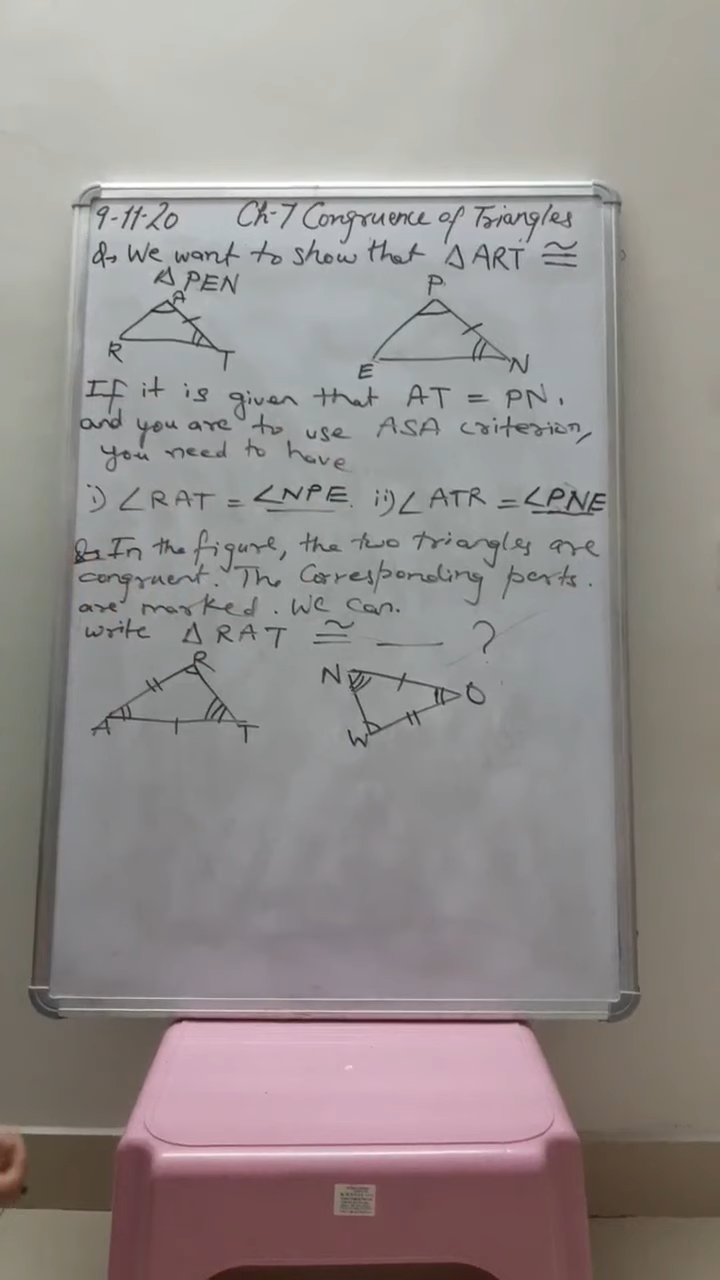 9-11-20 Ch-7 Congruence of Triangles
Q→ We want to show that △ ART ≅
△ PEN
A P
R T E N
If it is given that AT = PN,
and you are to use ASA criterion,
you need to have
i) ∠RAT = ∠NPE. ii) ∠ATR = ∠PNE
Q→ In the figure, the two triangles are
congruent. The Corresponding parts.
are marked. We can.
write △ RAT ≅ ___ ?
R N O
A T W